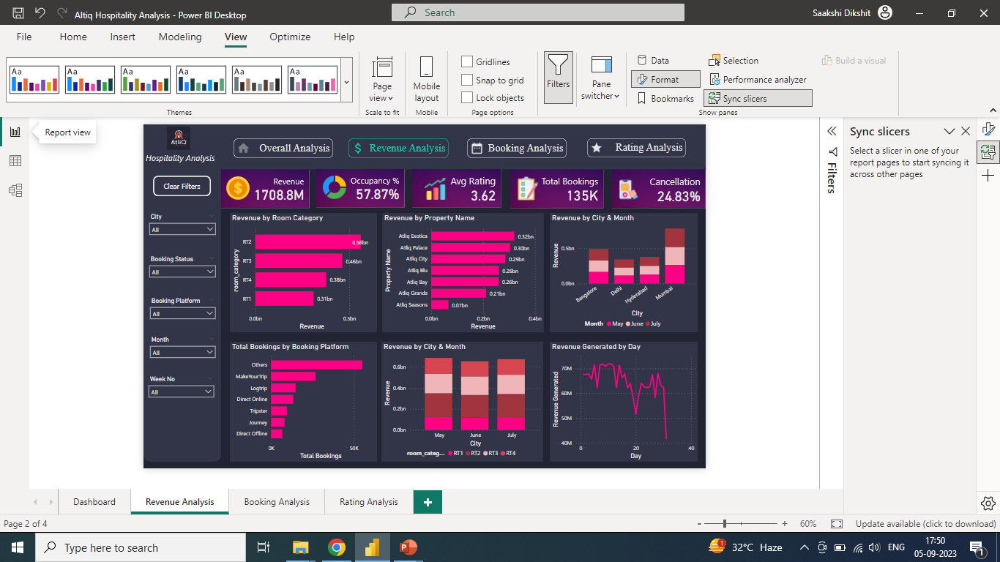 Altiq Hospitality Analysis - Power BI Desktop
Search
Saakshi Dikshit
File
Home
Insert
Modeling
View
Optimize
Help
Aa
Aa
Aa
Aa
Aa
Aa
Themes
Page
view
Scale to fit
Mobile
layout
Mobile
Gridlines
Snap to grid
Lock objects
Page options
Filters
Pane
switcher
Data
Format
Bookmarks
Selection
Performance analyzer
Sync slicers
Build a visual
Show panes
Report view
AtliQ
Hospitality Analysis
Overall Analysis
Revenue Analysis
Booking Analysis
Rating Analysis
Clear Filters
City
All
Booking Status
All
Booking Platform
All
Month
All
Week No
All
Revenue
1708.8M
Occupancy %
57.87%
Avg Rating
3.62
Total Bookings
135K
Cancellation
24.83%
Revenue by Room Category
room_category
RT2
0.56bn
RT3
0.46bn
RT4
0.38bn
RT1
0.31bn
0.0bn
0.5bn
Revenue
Revenue by Property Name
Property Name
Atliq Exotica
0.32bn
Atliq Palace
0.30bn
Atliq City
0.29bn
Atliq Blu
0.26bn
Atliq Bay
0.26bn
Atliq Grands
0.21bn
Atliq Seasons
0.07bn
0.0bn
0.2bn
0.4bn
Revenue
Revenue by City & Month
Revenue
0.5bn
0.0bn
Bangalore
Delhi
Hyderabad
Mumbai
City
Month
May
June
July
Total Bookings by Booking Platform
Others
MakeYourTrip
Logtrip
Direct Online
Tripster
Journey
Direct Offline
0K
50K
Total Bookings
Revenue by City & Month
Revenue
0.6bn
0.4bn
0.2bn
0.0bn
May
June
July
City
room_categ...
RT1
RT2
RT3
RT4
Revenue Generated by Day
Revenue Generated
70M
60M
50M
40M
0
20
40
Day
Filters
Sync slicers
Select a slicer in one of your
report pages to start syncing it
across other pages
Dashboard
Revenue Analysis
Booking Analysis
Rating Analysis
+
Page 2 of 4
-
+
60%
Update available (click to download)
Type here to search
P
1
32°C Haze
ENG
17:50
05-09-2023
1